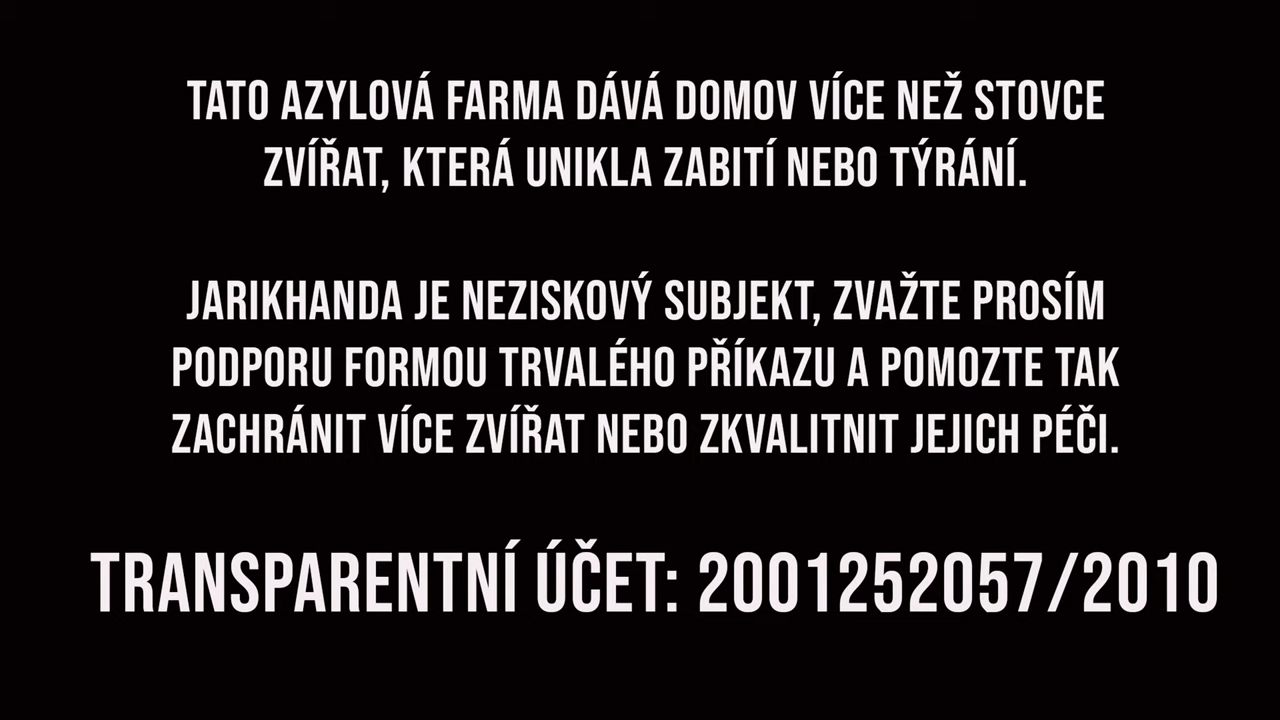 TATO AZYLOVÁ FARMA DÁVÁ DOMOV VÍCE NEŽ STOVCE
ZVÍŘAT, KTERÁ UNIKLA ZABITÍ NEBO TÝRÁNÍ.
JARIKHANDA JE NEZISKOVÝ SUBJEKT, ZVAŽTE PROSÍM
PODPORU FORMOU TRVALÉHO PŘÍKAZU A POMOZTE TAK
ZACHRÁNIT VÍCE ZVÍŘAT NEBO ZKVALITNIT JEJICH PÉČI.
TRANSPARENTNÍ ÚČET: 2001252057/2010